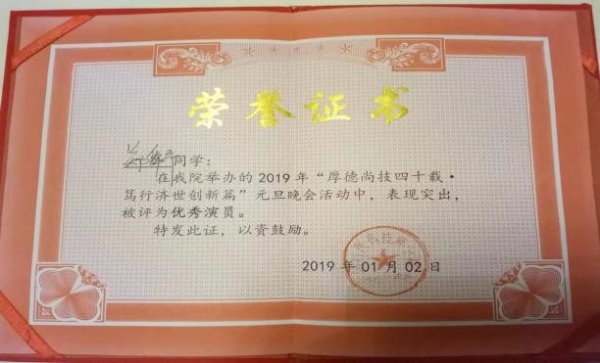 荣誉证书
同学：
在我院举办的2019年“厚德尚技四十载·
笃行济世创新篇”元旦晚会活动中，表现突出，
被评为优秀演员。
特发此证，以资鼓励。
2019年01月02日